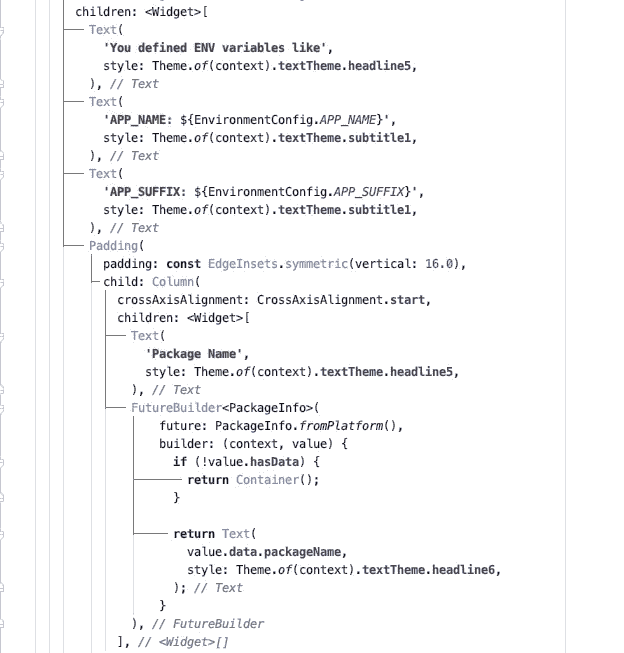 children: <Widget>[
Text(
'You defined ENV variables like',
style: Theme.of(context).textTheme.headline5,
), // Text
Text(
'APP_NAME: ${EnvironmentConfig.APP_NAME}',
style: Theme.of(context).textTheme.subtitle1,
), // Text
Text(
'APP_SUFFIX: ${EnvironmentConfig.APP_SUFFIX}',
style: Theme.of(context).textTheme.subtitle1,
), // Text
Padding(
padding: const EdgeInsets.symmetric(vertical: 16.0),
child: Column(
crossAxisAlignment: CrossAxisAlignment.start,
children: <Widget>[
Text(
'Package Name',
style: Theme.of(context).textTheme.headline5,
), // Text
FutureBuilder<PackageInfo>(
future: PackageInfo.fromPlatform(),
builder: (context, value) {
if (!value.hasData) {
return Container();
}
return Text(
value.data.packageName,
style: Theme.of(context).textTheme.headline6,
); // Text
}
), // FutureBuilder
], // <Widget>[]